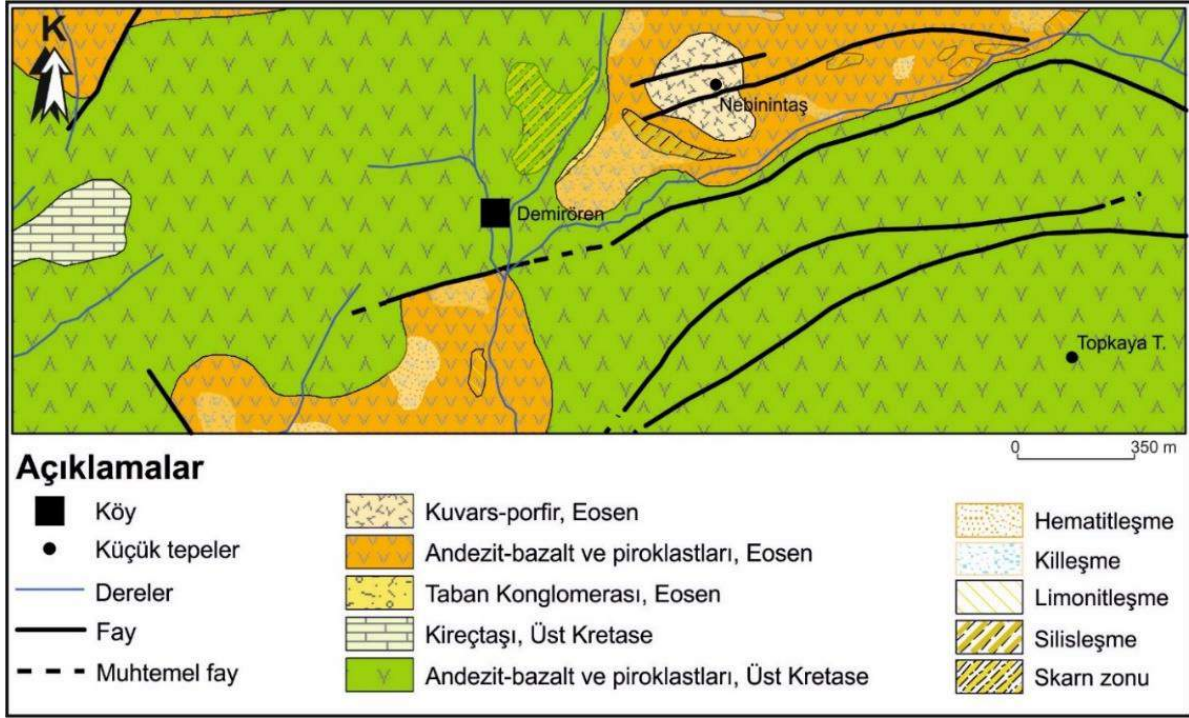 K
Nebinintaş
Demirören
Topkaya T.
0 350 m
Açıklamalar
Köy
Küçük tepeler
Dereler
Fay
Muhtemel fay
Kuvars-porfir, Eosen
Andezit-bazalt ve piroklastları, Eosen
Taban Konglomerası, Eosen
Kireçtaşı, Üst Kretase
Andezit-bazalt ve piroklastları, Üst Kretase
Hematitleşme
Killeşme
Limonitleşme
Silisleşme
Skarn zonu